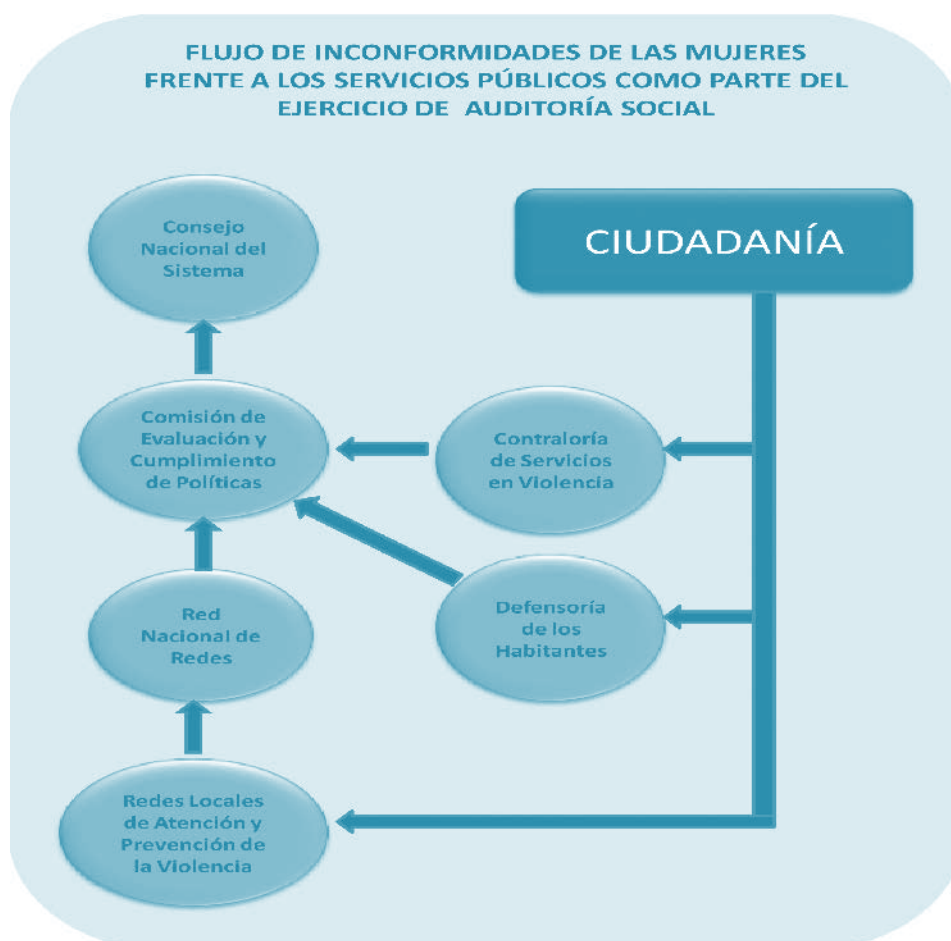 FLUJO DE INCONFORMIDADES DE LAS MUJERES
FRENTE A LOS SERVICIOS PÚBLICOS COMO PARTE DEL
EJERCICIO DE AUDITORÍA SOCIAL
Consejo
Nacional del
Sistema
CIUDADANÍA
Comisión de
Evaluación y
Cumplimiento
de Políticas
Contraloría
de Servicios
en Violencia
Red
Nacional de
Redes
Defensoría
de los
Habitantes
Redes Locales
de Atención y
Prevención de
la Violencia